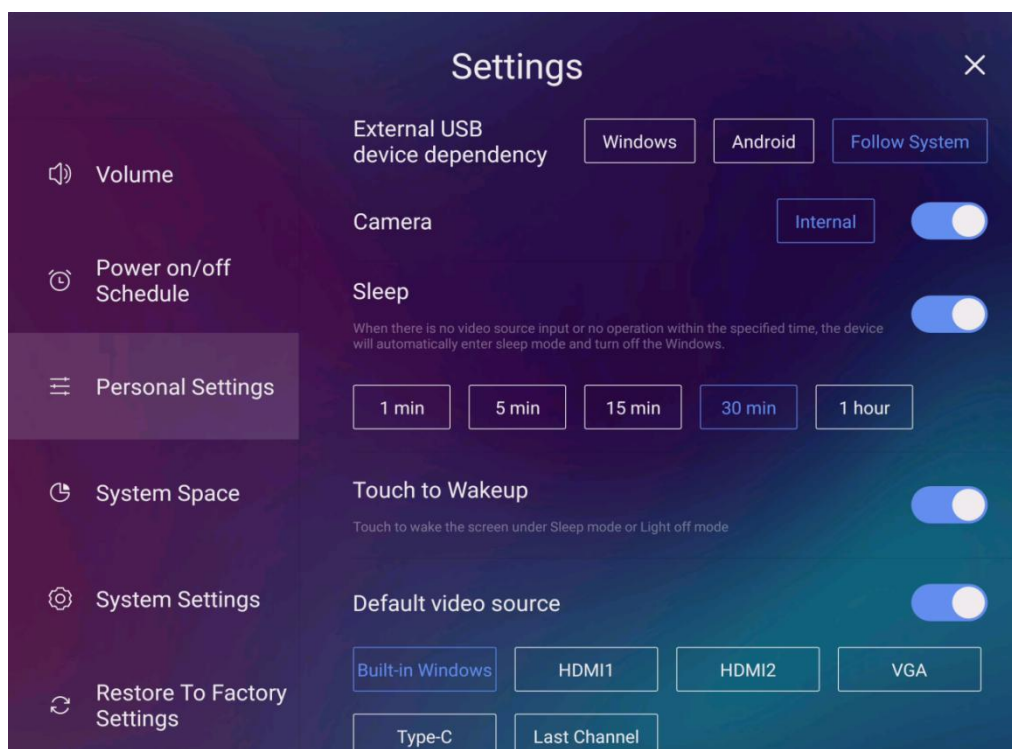 Settings
Volume
Power on/off
Schedule
Personal Settings
System Space
System Settings
Restore To Factory
Settings
External USB
device dependency
Windows
Android
Follow System
Camera
Internal
Sleep
When there is no video source input or no operation within the specified time, the device
will automatically enter sleep mode and turn off the Windows.
1 min
5 min
15 min
30 min
1 hour
Touch to Wakeup
Touch to wake the screen under Sleep mode or Light off mode
Default video source
Built-in Windows
HDMI1
HDMI2
VGA
Type-C
Last Channel